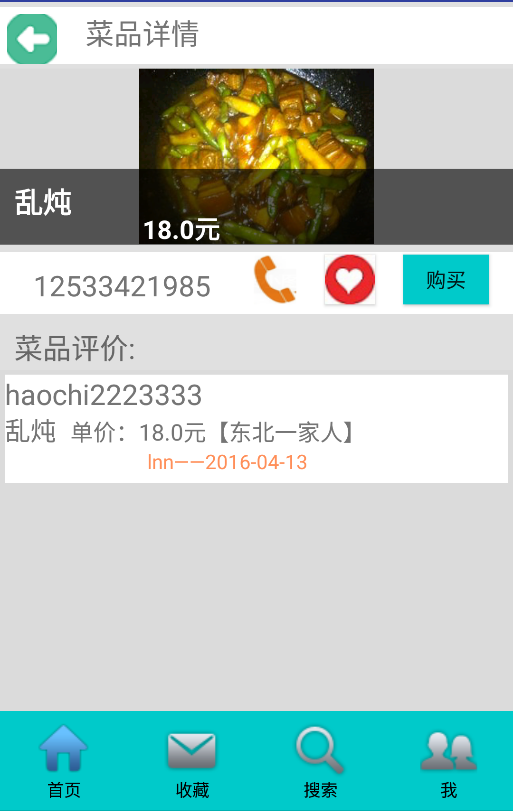 菜品详情
乱炖
18.0元
12533421985
购买
菜品评价:
haochi2223333
乱炖 单价：18.0元【东北一家人】
lnn——2016-04-13
首页 收藏 搜索 我